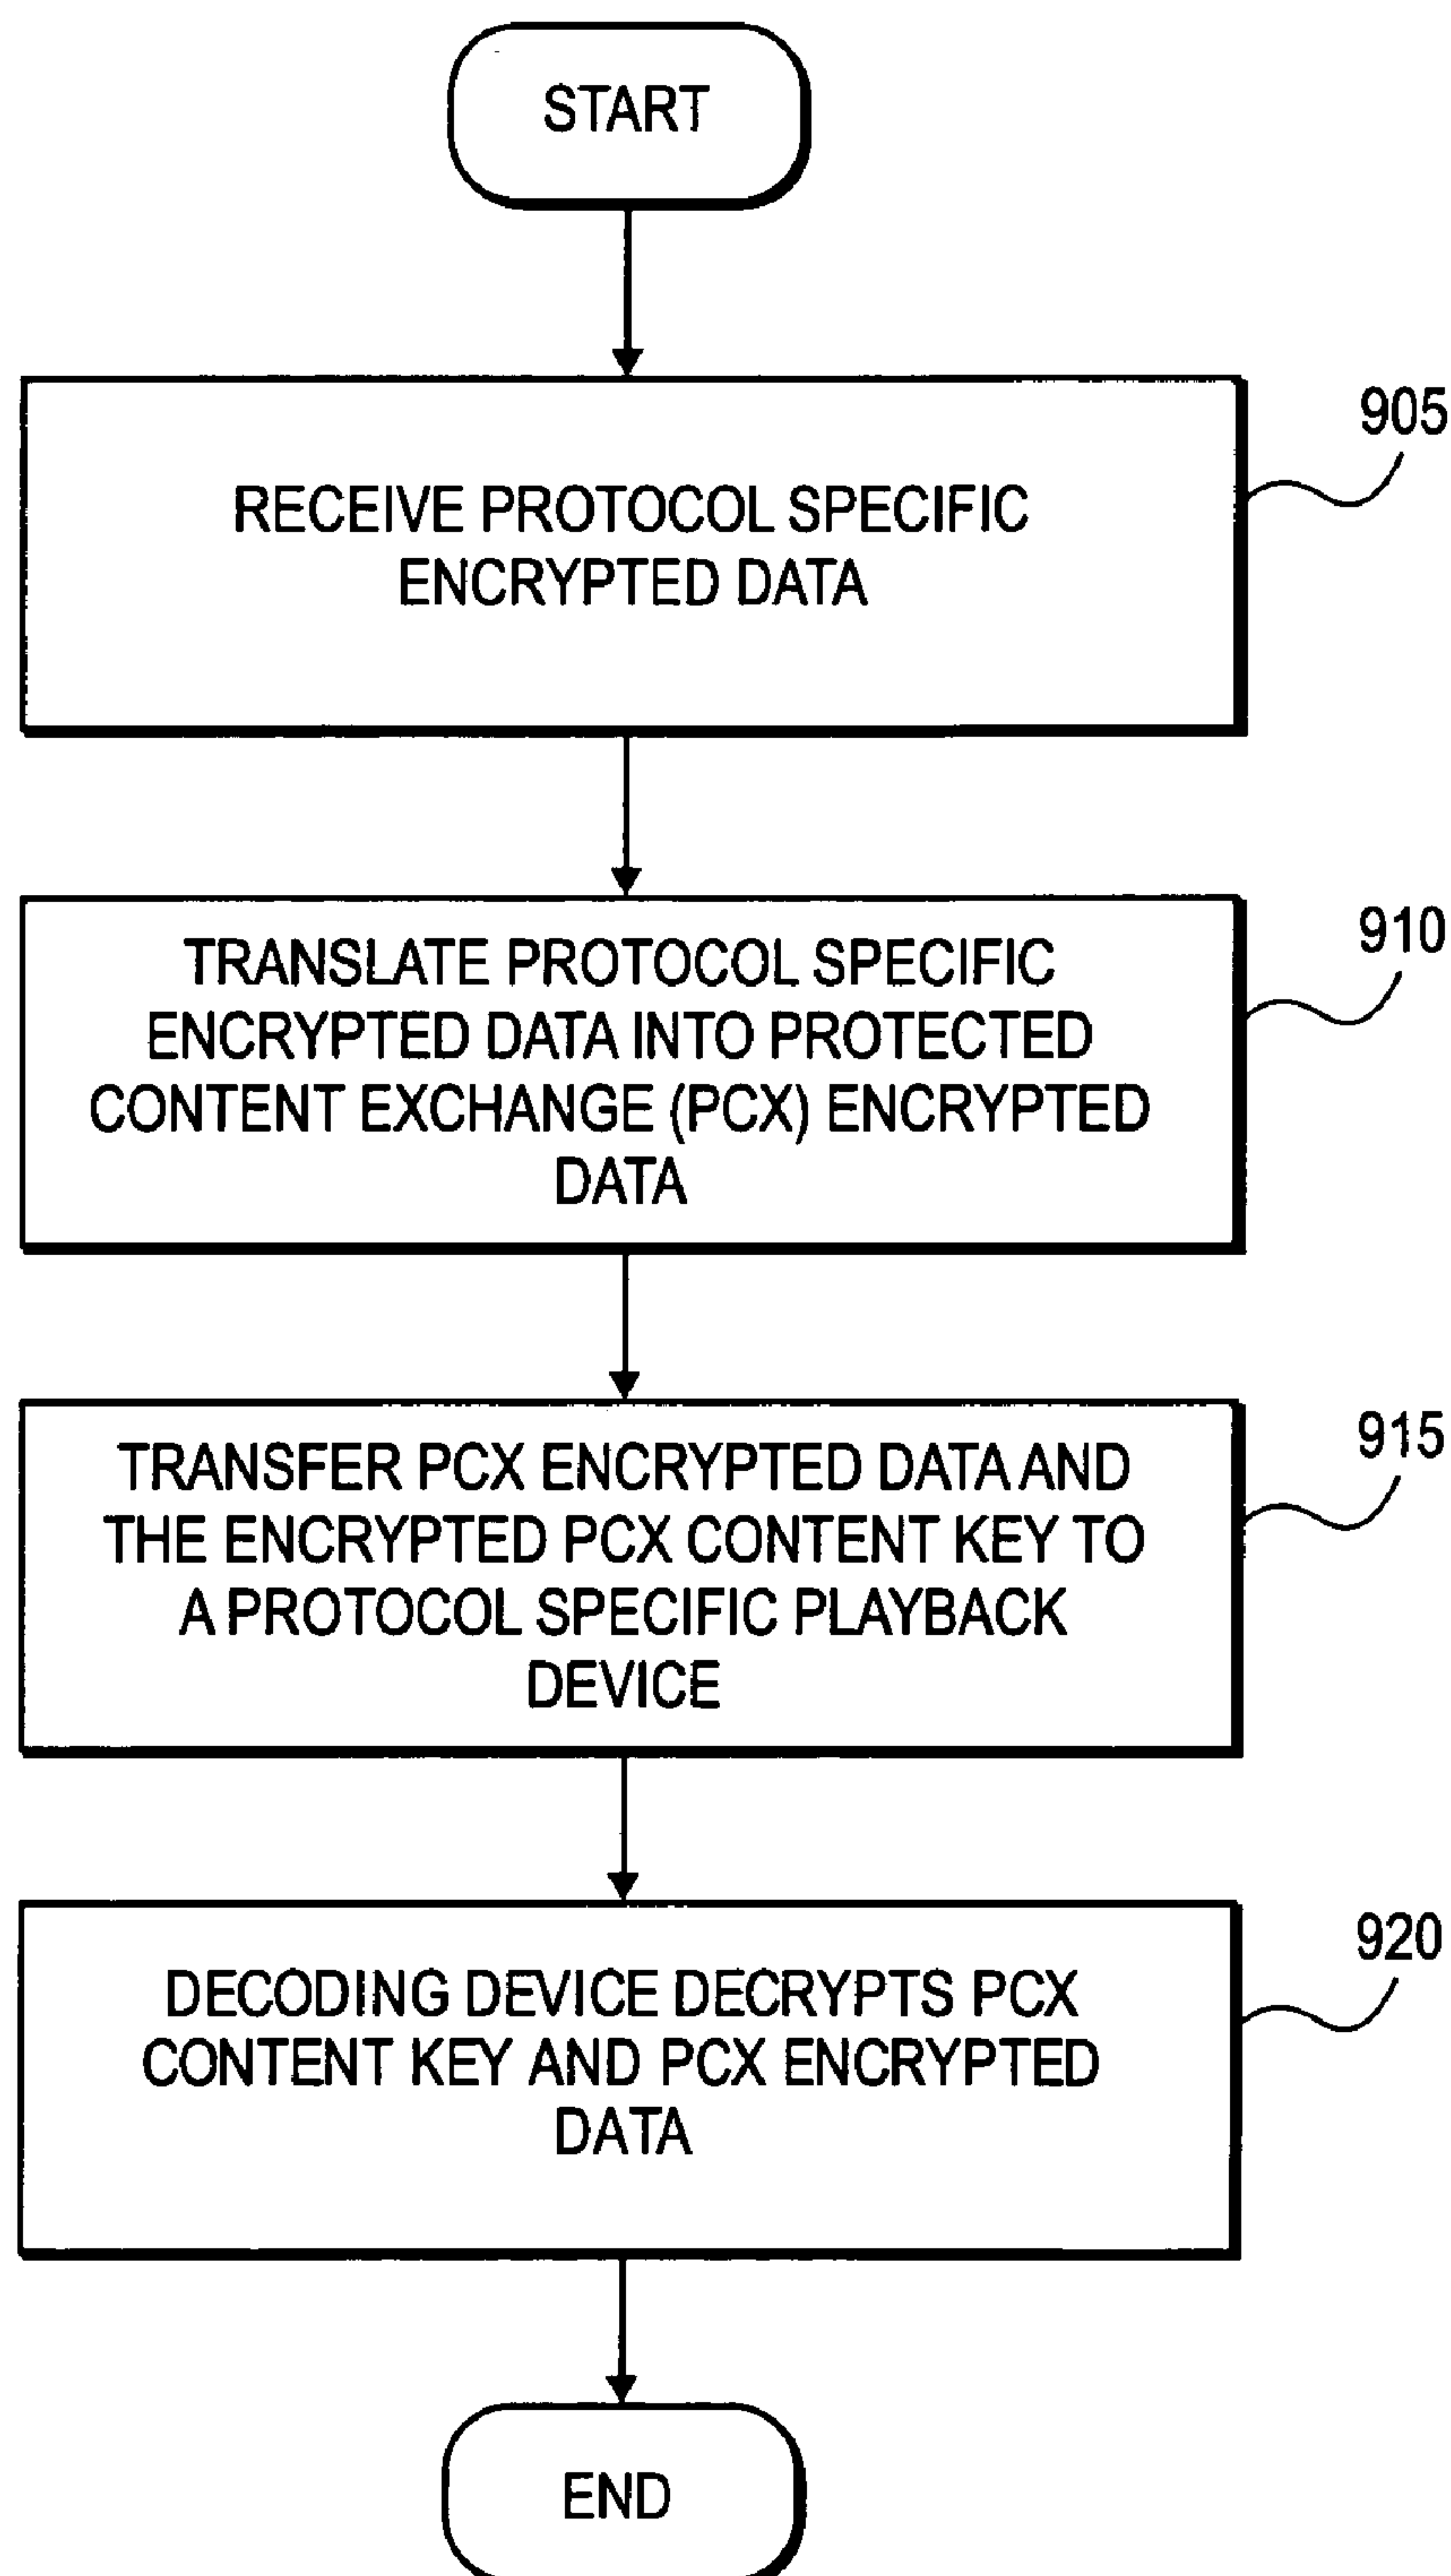 START
905
RECEIVE PROTOCOL SPECIFIC
ENCRYPTED DATA
910
TRANSLATE PROTOCOL SPECIFIC
ENCRYPTED DATA INTO PROTECTED
CONTENT EXCHANGE (PCX) ENCRYPTED
DATA
915
TRANSFER PCX ENCRYPTED DATA AND
THE ENCRYPTED PCX CONTENT KEY TO
A PROTOCOL SPECIFIC PLAYBACK
DEVICE
920
DECODING DEVICE DECRYPTS PCX
CONTENT KEY AND PCX ENCRYPTED
DATA
END